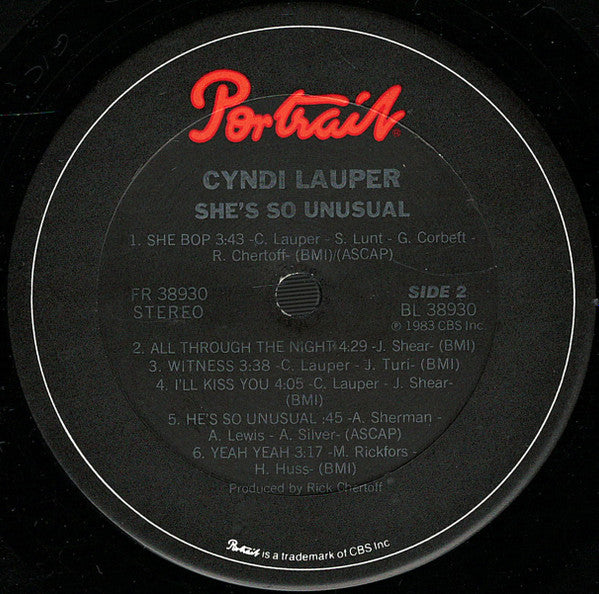 Portrait
CYNDI LAUPER
SHE'S SO UNUSUAL
1. SHE BOP 3:43 -C. Lauper - S. Lunt - G. Corbett -
R. Chertoff- (BMI)/(ASCAP)
FR 38930
STEREO
SIDE 2
BL 38930
℗ 1983 CBS Inc.
2. ALL THROUGH THE NIGHT 4:29 -J. Shear- (BMI)
3. WITNESS 3:38 -C. Lauper - J. Turi- (BMI)
4. I'LL KISS YOU 4:05 -C. Lauper - J. Shear-
(BMI)
5. HE'S SO UNUSUAL :45 -A. Sherman -
A. Lewis - A. Silver- (ASCAP)
6. YEAH YEAH 3:17 -M. Rickfors -
H. Huss- (BMI)
Produced by Rick Chertoff
Portrait is a trademark of CBS Inc